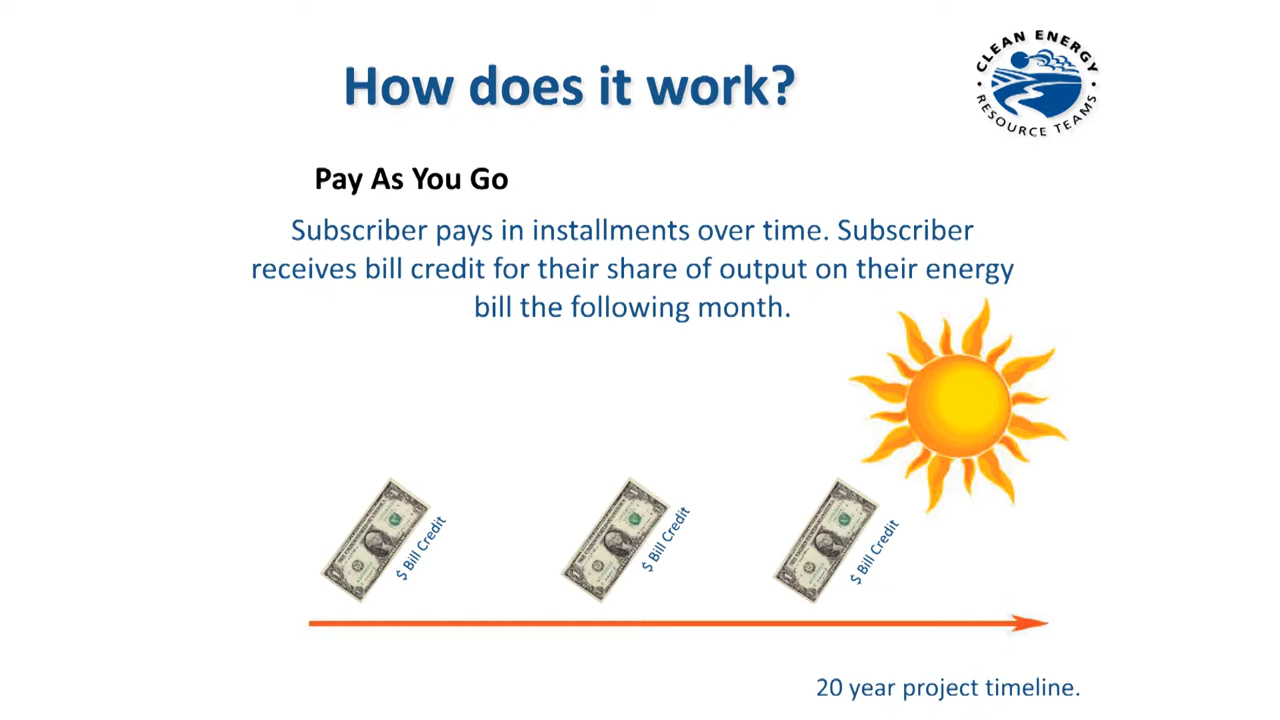 How does it work?
CLEAN ENERGY
RESOURCE TEAMS
Pay As You Go
Subscriber pays in installments over time. Subscriber
receives bill credit for their share of output on their energy
bill the following month.
$ Bill Credit
$ Bill Credit
$ Bill Credit
20 year project timeline.